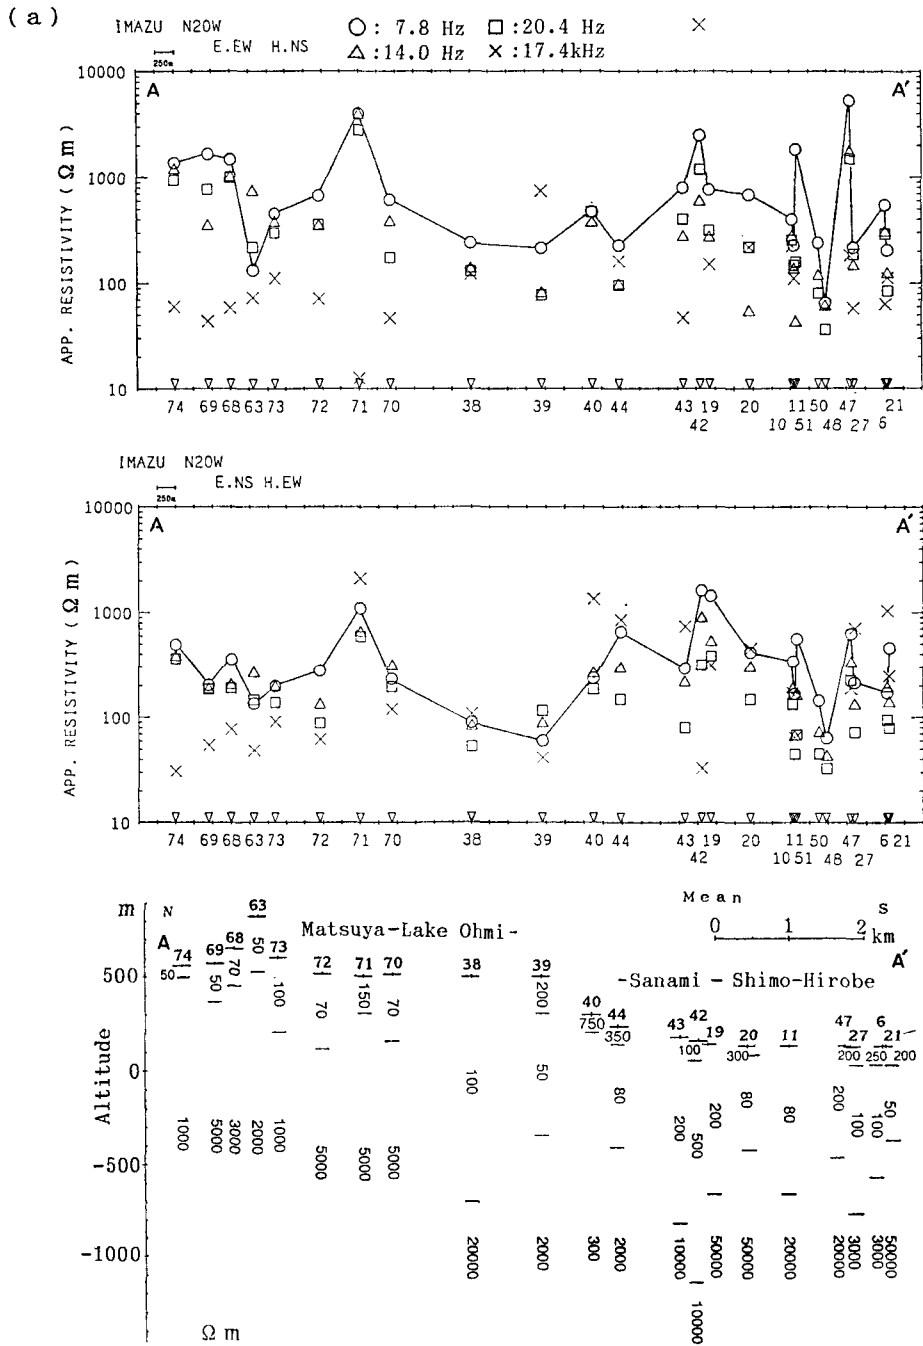 (a)
IMAZU N20W
E.EW H.NS
○: 7.8 Hz □:20.4 Hz
△:14.0 Hz ×:17.4kHz
250m
A A'
APP. RESISTIVITY (Ωm)
10000
1000
100
10
74 69 68 63 73 72 71 70 38 39 40 44 43 19 20 11 50 47 21
42 10 51 48 27 6
IMAZU N20W
E.NS H.EW
250m
A A'
APP. RESISTIVITY (Ωm)
10000
1000
100
10
74 69 68 63 73 72 71 70 38 39 40 44 43 19 20 11 50 47 6 21
42 10 51 48 27
Mean
m N S
0 1 2
km
A A'
Matsuya-Lake Ohmi-
-Sanami - Shimo-Hirobe
Altitude
500
0
-500
-1000
74 69 68 63 73 72 71 70 38 39 40 44 43 42 19 20 11 47 27 6 21
50 50 70 50 100 70 150 70 200 750 350 100 300 200 250 200
100 50 80 200 500 200 80 80 200 100 100 50
1000 5000 3000 2000 1000 5000 5000 5000
20000 2000 300 2000 10000 50000 50000 2000 20000 3000 3000 50000
10000
Ωm